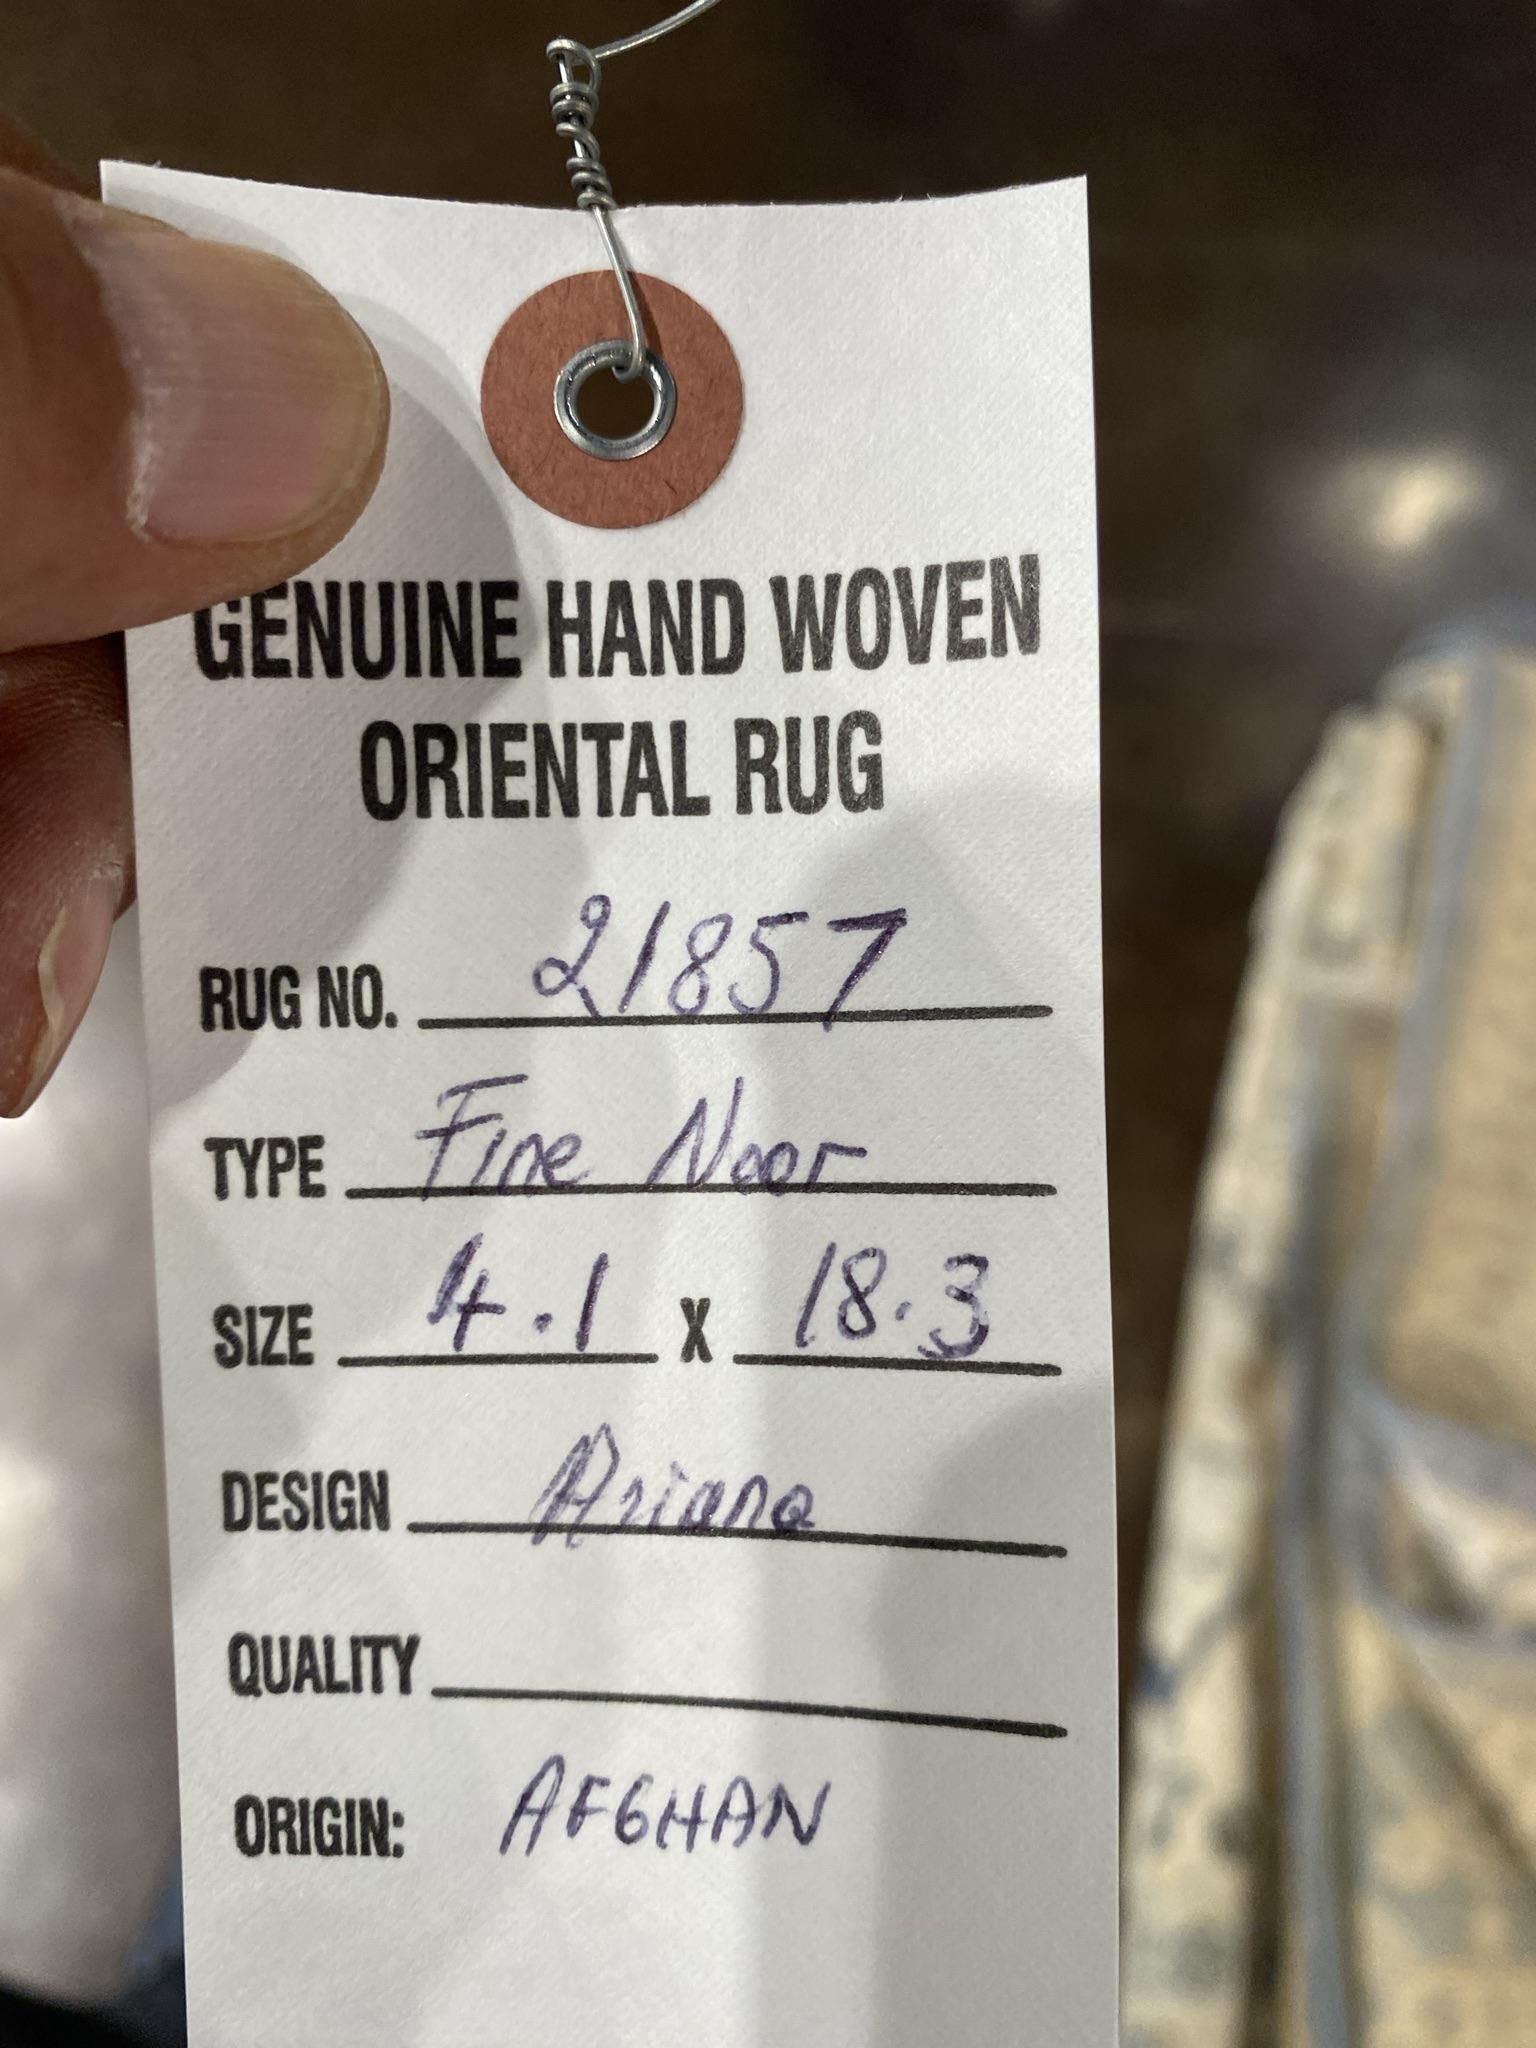 GENUINE HAND WOVEN
ORIENTAL RUG
RUG NO. 21857
TYPE Fine Noor
SIZE 4.1 X 18.3
DESIGN Ariana
QUALITY
ORIGIN: AFGHAN